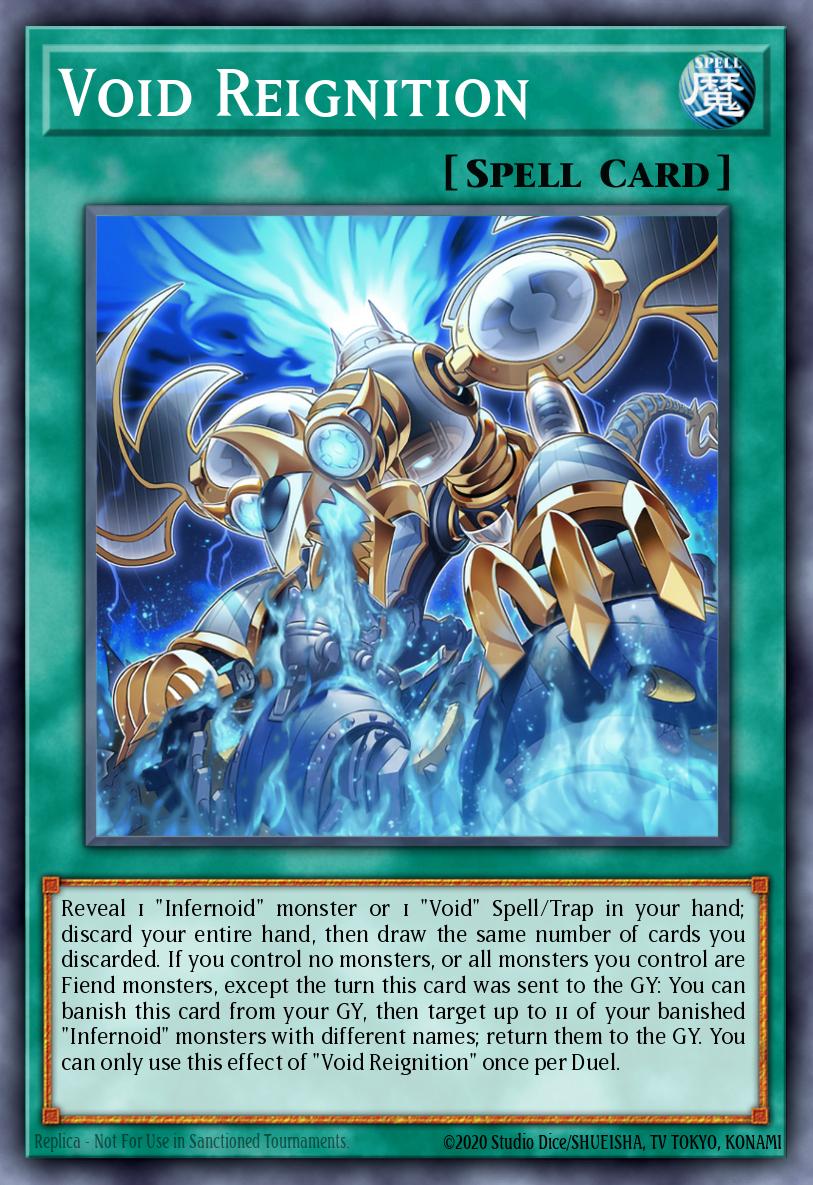 Void Reignition
SPELL
魔
[ Spell Card ]
Reveal 1 "Infernoid" monster or 1 "Void" Spell/Trap in your hand;
discard your entire hand, then draw the same number of cards you
discarded. If you control no monsters, or all monsters you control are
Fiend monsters, except the turn this card was sent to the GY: You can
banish this card from your GY, then target up to 11 of your banished
"Infernoid" monsters with different names; return them to the GY. You
can only use this effect of "Void Reignition" once per Duel.
Replica - Not For Use in Sanctioned Tournaments.
©2020 Studio Dice/SHUEISHA, TV TOKYO, KONAMI